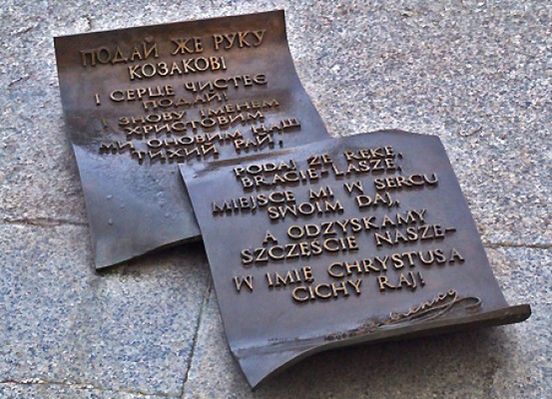 ПОДАЙ ЖЕ РУКУ
КОЗАКОВІ
І СЕРЦЕ ЧИСТЕЄ
ПОДАЙ!
І ЗНОВУ ІМЕНЕМ
ХРИСТОВИМ
МИ ОНОВИМ НАШ
ТИХИЙ РАЙ!
PODAJ ŻE RĘKĘ,
BRACIE-LASZE,
MIEJSCE MI W SERCU
SWOIM DAJ,
A ODZYSKAMY
SZCZĘŚCIE NASZE-
W IMIĘ CHRYSTUSA
CICHY RAJ!